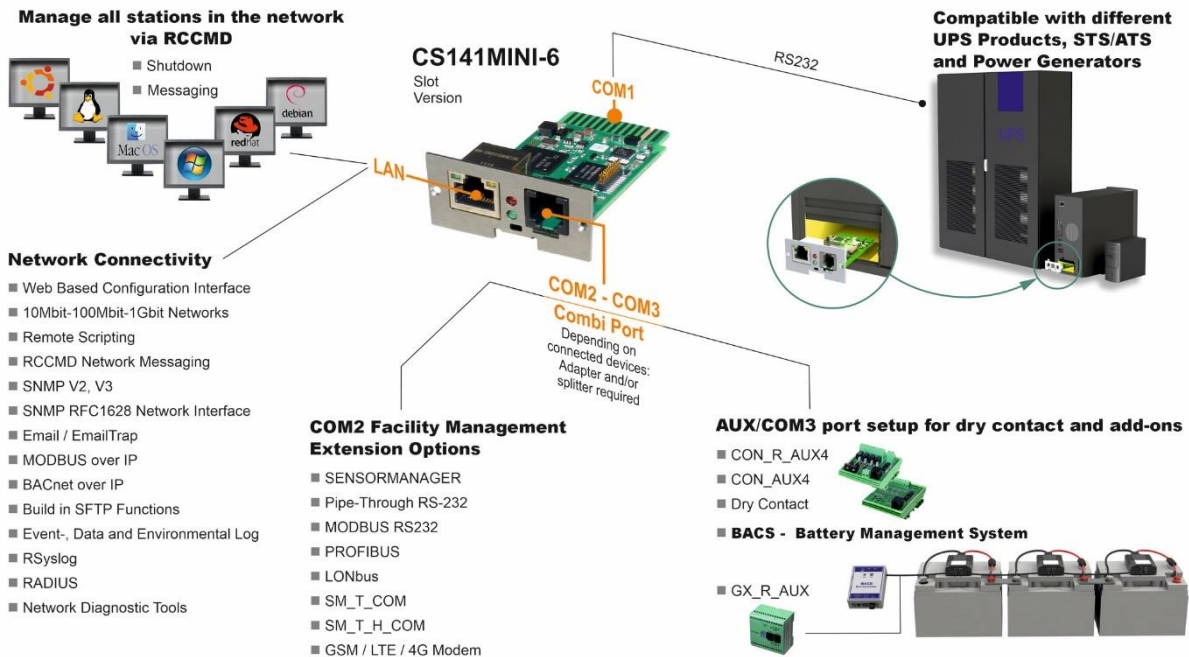 Manage all stations in the network
via RCCMD
Shutdown
Messaging
debian
redhat
Mac OS
CS141MINI-6
Slot
Version
COM1
RS232
LAN
Compatible with different
UPS Products, STS/ATS
and Power Generators
UPS
COM2 - COM3
Combi Port
Depending on
connected devices:
Adapter and/or
splitter required
Network Connectivity
Web Based Configuration Interface
10Mbit-100Mbit-1Gbit Networks
Remote Scripting
RCCMD Network Messaging
SNMP V2, V3
SNMP RFC1628 Network Interface
Email / EmailTrap
MODBUS over IP
BACnet over IP
Build in SFTP Functions
Event-, Data and Environmental Log
RSyslog
RADIUS
Network Diagnostic Tools
COM2 Facility Management
Extension Options
SENSORMANAGER
Pipe-Through RS-232
MODBUS RS232
PROFIBUS
LONbus
SM_T_COM
SM_T_H_COM
GSM / LTE / 4G Modem
AUX/COM3 port setup for dry contact and add-ons
CON_R_AUX4
CON_AUX4
Dry Contact
BACS - Battery Management System
GX_R_AUX
BACS